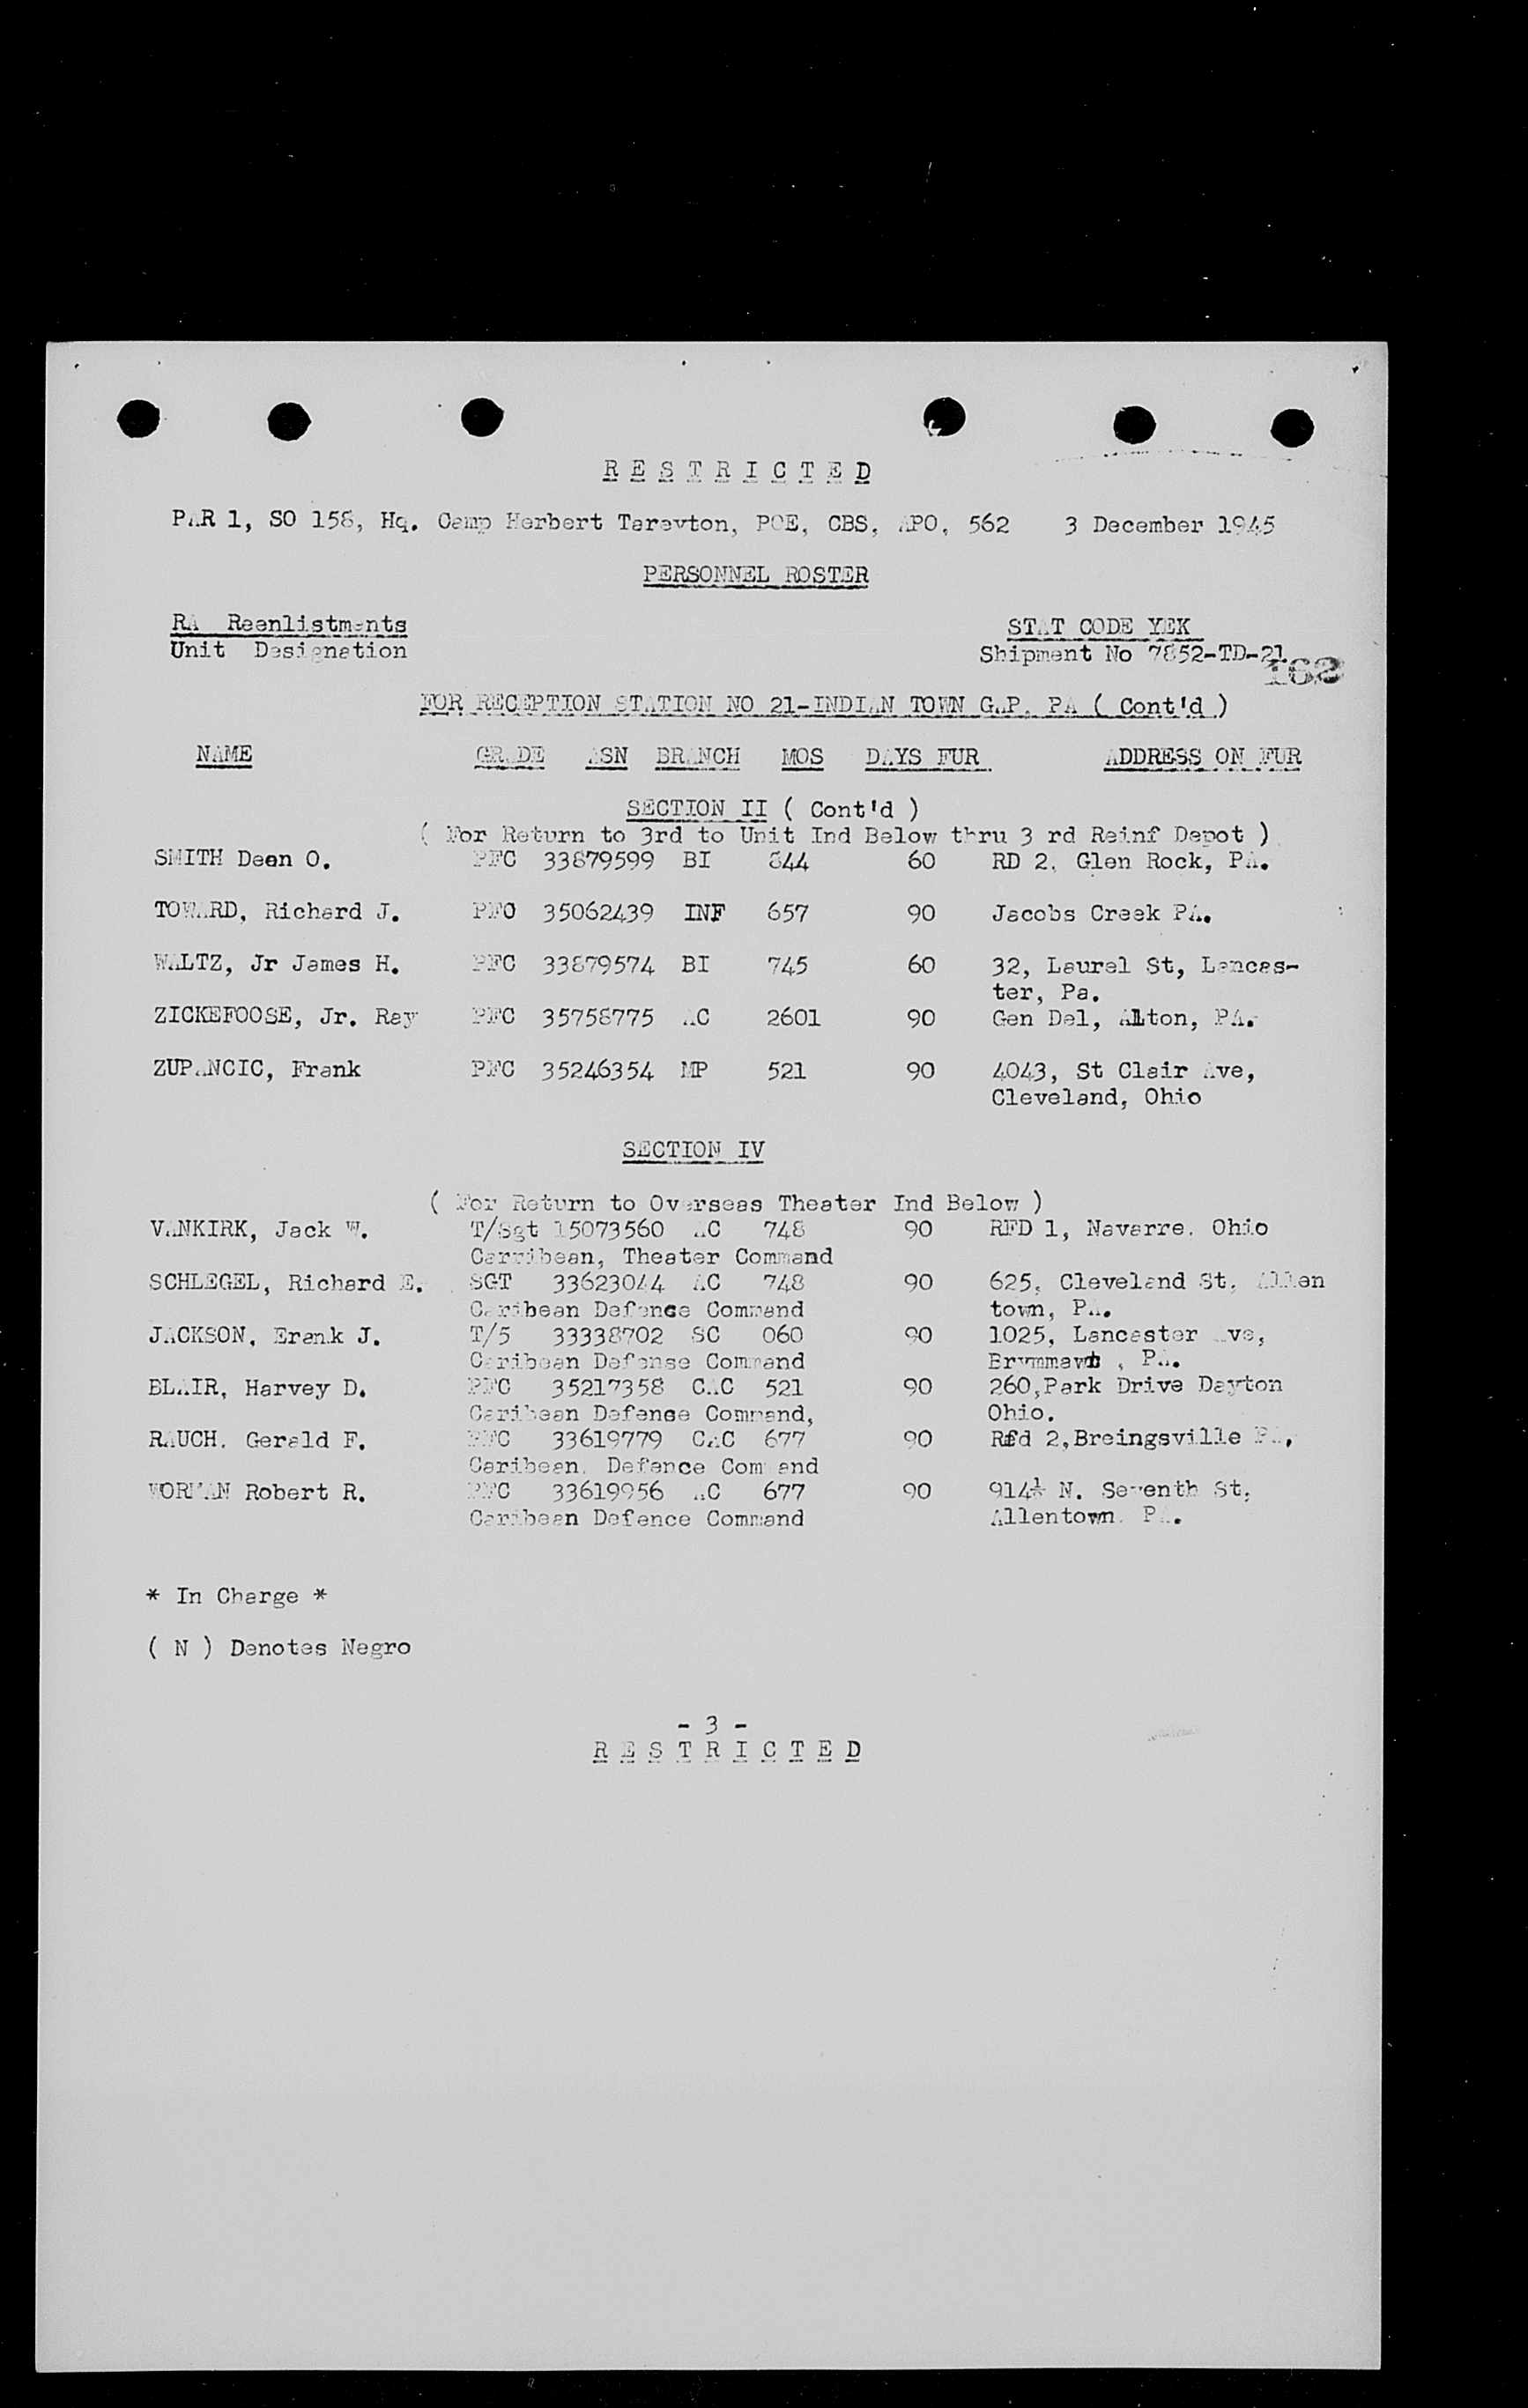 R E S T R I C T E D
PAR 1, SO 158, Hq. Camp Herbert Tareyton, POE, CBS, APO, 562 3 December 1945
PERSONNEL ROSTER
RA Reenlistments STAT CODE YEK
Unit Designation Shipment No 7852-TD-21
162
FOR RECEPTION STATION NO 21-INDIAN TOWN GAP. PA ( Cont'd )
NAME GRADE ASN BRANCH MOS DAYS FUR ADDRESS ON FUR
SECTION II ( Cont'd )
( For Return to 3rd to Unit Ind Below thru 3 rd Reinf Depot )
SMITH Dean O. PFC 33879599 BI 844 60 RD 2, Glen Rock, PA.
TOWARD, Richard J. PFC 35062439 INF 657 90 Jacobs Creek PA.
WALTZ, Jr James H. PFC 33879574 BI 745 60 32, Laurel St, Lancas-
ter, Pa.
ZICKEFOOSE, Jr. Ray PFC 35758775 AC 2601 90 Gen Del, Alton, PA.
ZUPANCIC, Frank PFC 35246354 MP 521 90 4043, St Clair Ave,
Cleveland, Ohio
SECTION IV
( For Return to Overseas Theater Ind Below )
VANKIRK, Jack W. T/Sgt 15073560 AC 748 90 RFD 1, Navarre. Ohio
Carribean, Theater Command
SCHLEGEL, Richard E. SGT 33623044 AC 748 90 625, Cleveland St, Allen
Caribean Defence Command town, PA.
JACKSON, Erank J. T/5 33338702 SC 060 90 1025, Lancaster Ave,
Caribean Defense Command , PA.
BLAIR, Harvey D. PFC 35217358 CAC 521 90 260,Park Drive Dayton
Caribean Defense Command, Ohio.
RAUCH, Gerald F. PFC 33619779 CAC 677 90 Rfd 2,Breingsville PA,
Caribean, Defance Command
WORMAN Robert R. PFC 33619956 AC 677 90 914½ N. Seventh St,
Caribean Defence Command Allentown, PA.
* In Charge *
( N ) Denotes Negro
- 3 -
R E S T R I C T E D